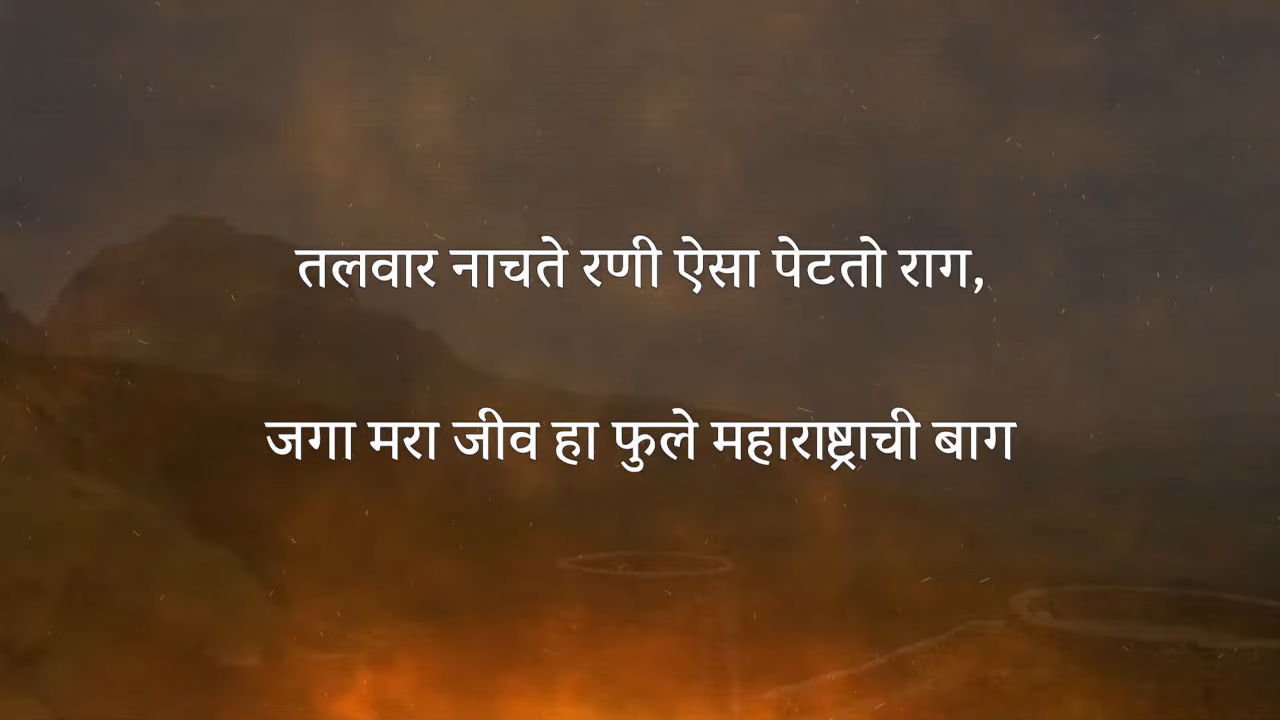 तलवार नाचते रणी ऐसा पेटतो राग,
जगा मरा जीव हा फुले महाराष्ट्राची बाग